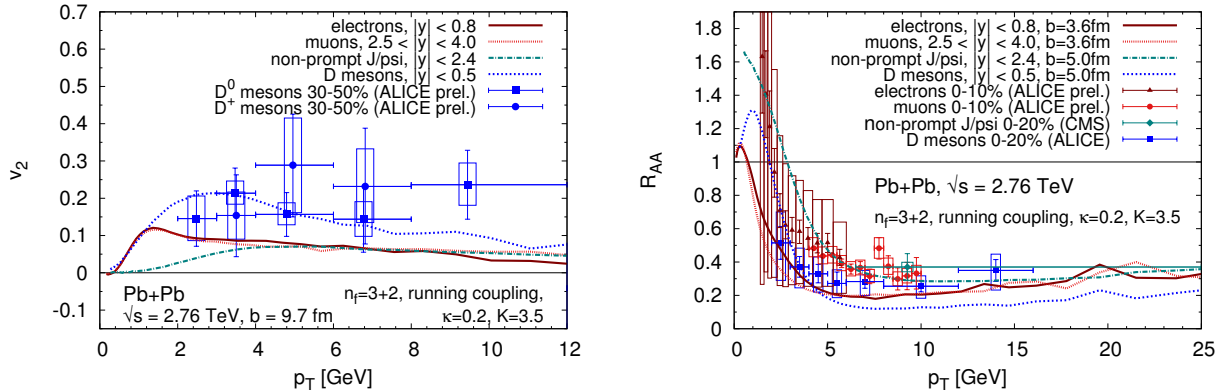 electrons, |y| < 0.8
muons, 2.5 < |y| < 4.0
non-prompt J/psi, |y| < 2.4
D mesons, |y| < 0.5
D⁰ mesons 30-50% (ALICE prel.)
D⁺ mesons 30-50% (ALICE prel.)
0.7
0.6
0.5
0.4
0.3
0.2
0.1
0
-0.1
v₂
Pb+Pb
√s = 2.76 TeV, b = 9.7 fm
n_f=3+2, running coupling,
κ=0.2, K=3.5
0 2 4 6 8 10 12
p_T [GeV]
electrons, |y| < 0.8, b=3.6fm
muons, 2.5 < |y| < 4.0, b=3.6fm
non-prompt J/psi, |y| < 2.4, b=5.0fm
D mesons, |y| < 0.5, b=5.0fm
electrons 0-10% (ALICE prel.)
muons 0-10% (ALICE prel.)
non-prompt J/psi 0-20% (CMS)
D mesons 0-20% (ALICE)
1.8
1.6
1.4
1.2
1
0.8
0.6
0.4
0.2
0
R_AA
Pb+Pb, √s = 2.76 TeV
n_f=3+2, running coupling, κ=0.2, K=3.5
0 5 10 15 20 25
p_T [GeV]